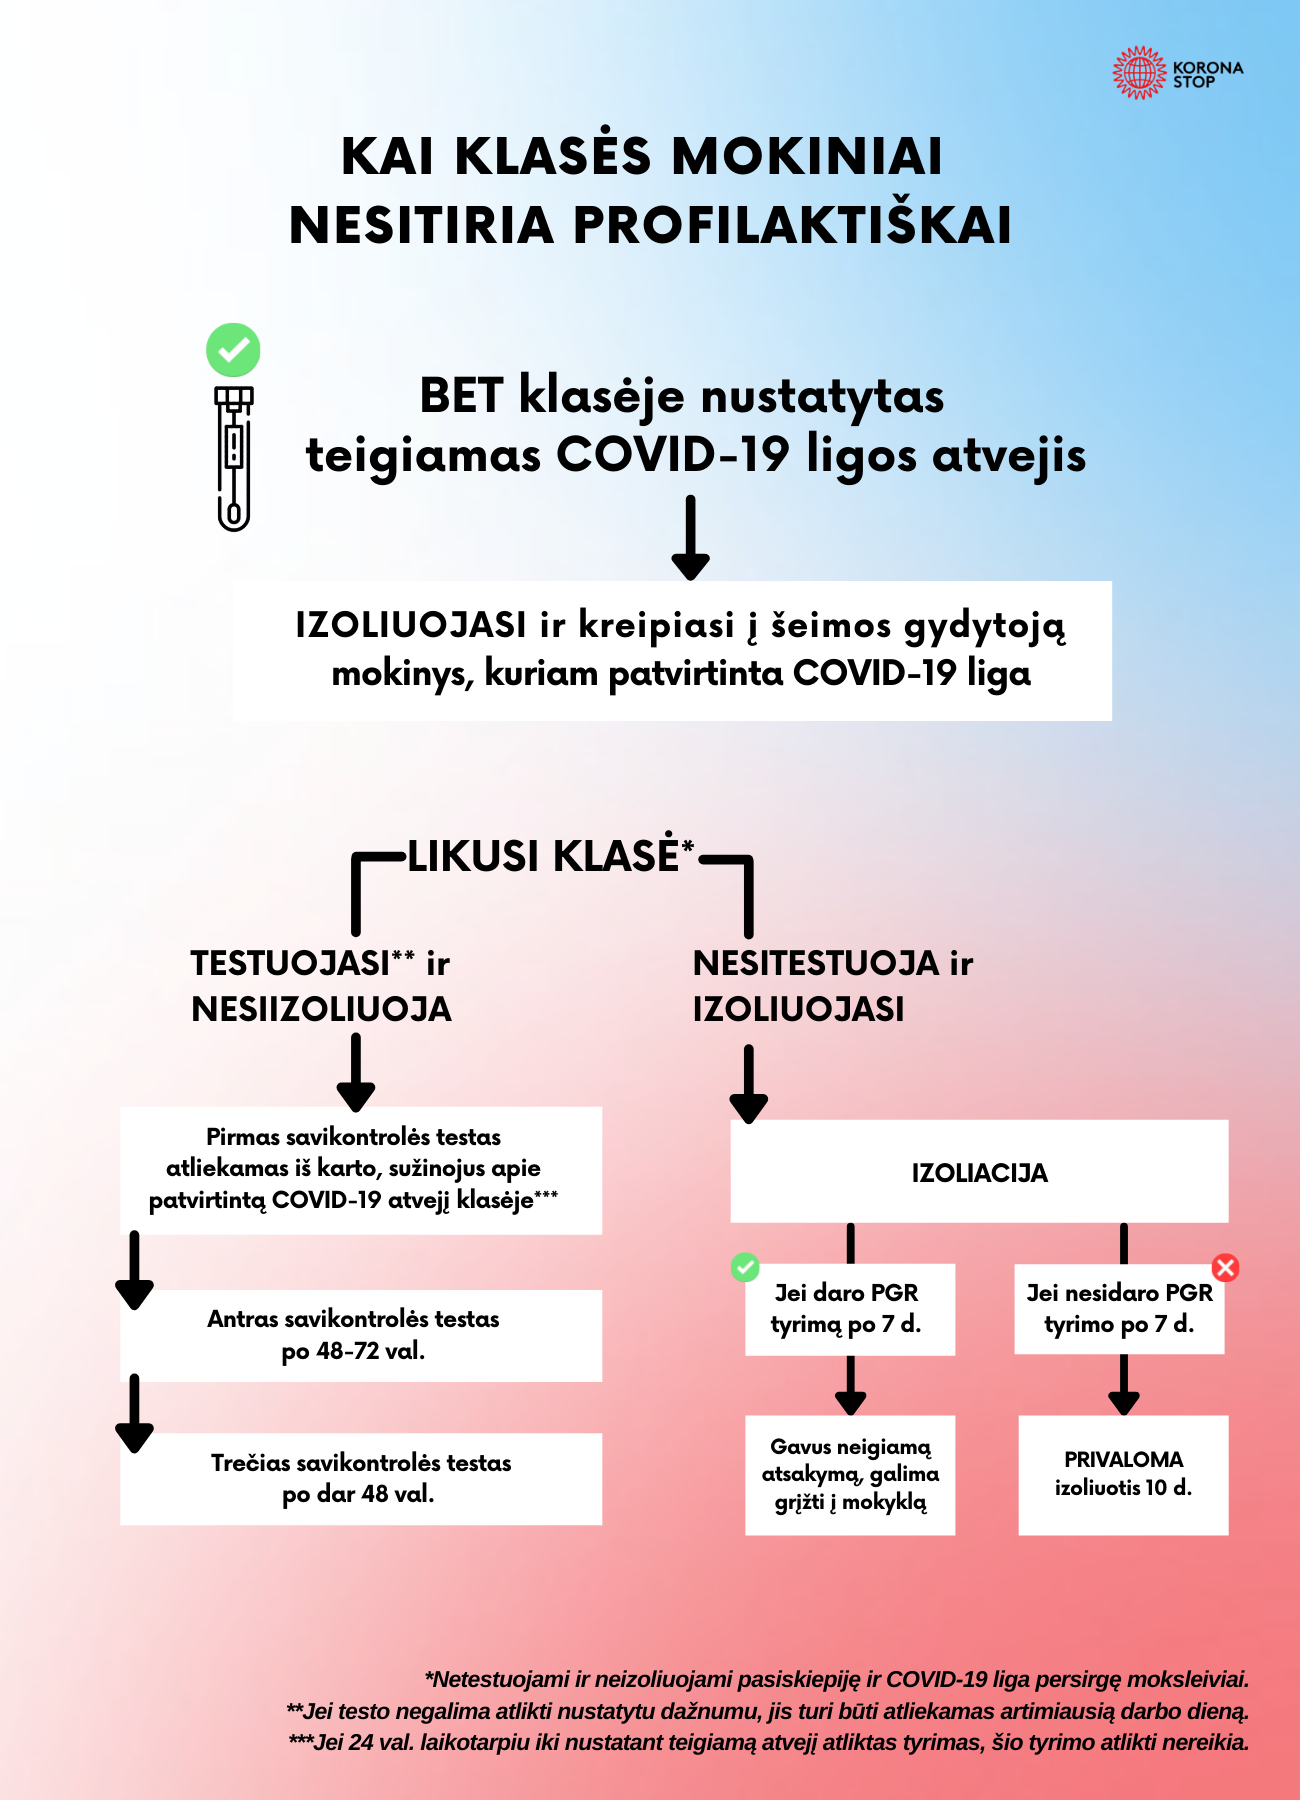 KORONA
STOP
KAI KLASĖS MOKINIAI
NESITIRIA PROFILAKTIŠKAI
BET klasėje nustatytas
teigiamas COVID-19 ligos atvejis
IZOLIUOJASI ir kreipiasi į šeimos gydytoją
mokinys, kuriam patvirtinta COVID-19 liga
LIKUSI KLASĖ*
TESTUOJASI** ir
NESIIZOLIUOJA
Pirmas savikontrolės testas
atliekamas iš karto, sužinojus apie
patvirtintą COVID-19 atvejį klasėje***
Antras savikontrolės testas
po 48-72 val.
Trečias savikontrolės testas
po dar 48 val.
NESITESTUOJA ir
IZOLIUOJASI
IZOLIACIJA
Jei daro PGR
tyrimą po 7 d.
Gavus neigiamą
atsakymą, galima
grįžti į mokyklą
Jei nesidaro PGR
tyrimo po 7 d.
PRIVALOMA
izoliuotis 10 d.
*Netestuojami ir neizoliuojami pasiskiepiję ir COVID-19 liga persirgę moksleiviai.
**Jei testo negalima atlikti nustatytu dažnumu, jis turi būti atliekamas artimiausią darbo dieną.
***Jei 24 val. laikotarpiu iki nustatant teigiamą atvejį atliktas tyrimas, šio tyrimo atlikti nereikia.